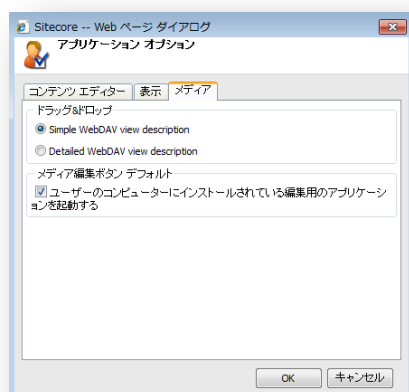 Sitecore -- Web ページ ダイアログ
アプリケーション オプション
コンテンツ エディター 表示 メディア
ドラッグ&ドロップ
Simple WebDAV view description
Detailed WebDAV view description
メディア編集ボタン デフォルト
ユーザーのコンピューターにインストールされている編集用のアプリケーシ
ョンを起動する
OK キャンセル